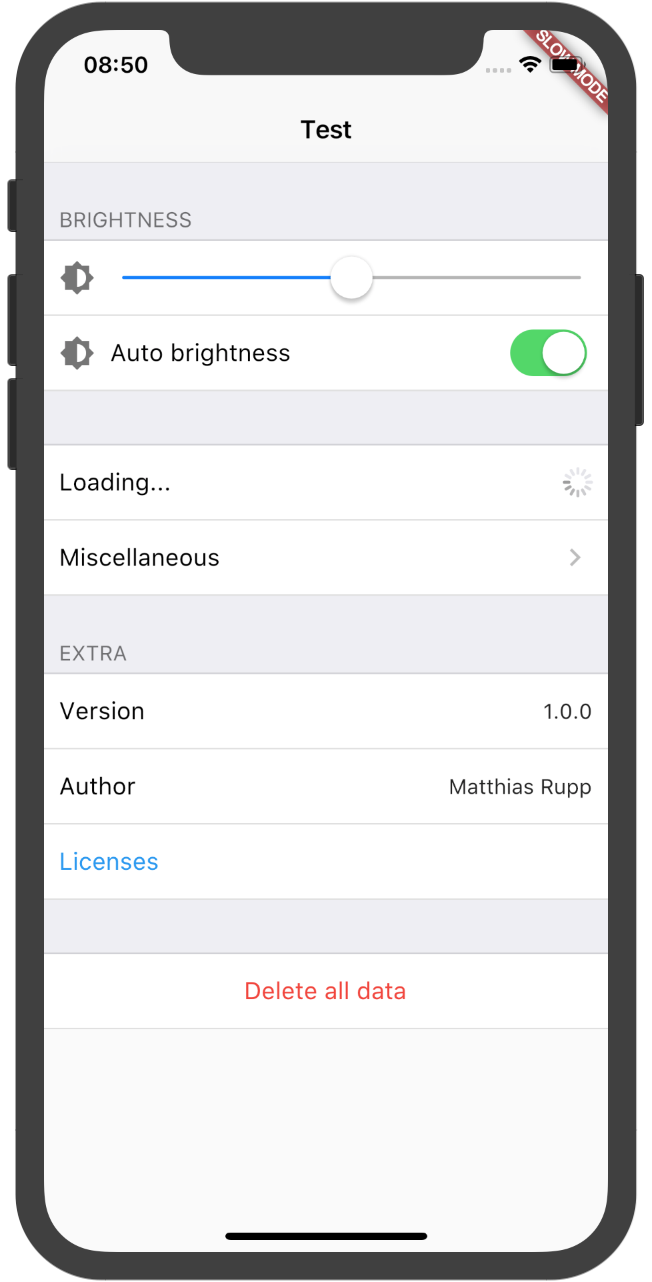 08:50
SLOW MODE
Test
BRIGHTNESS
Auto brightness
Loading...
Miscellaneous
EXTRA
Version 1.0.0
Author Matthias Rupp
Licenses
Delete all data